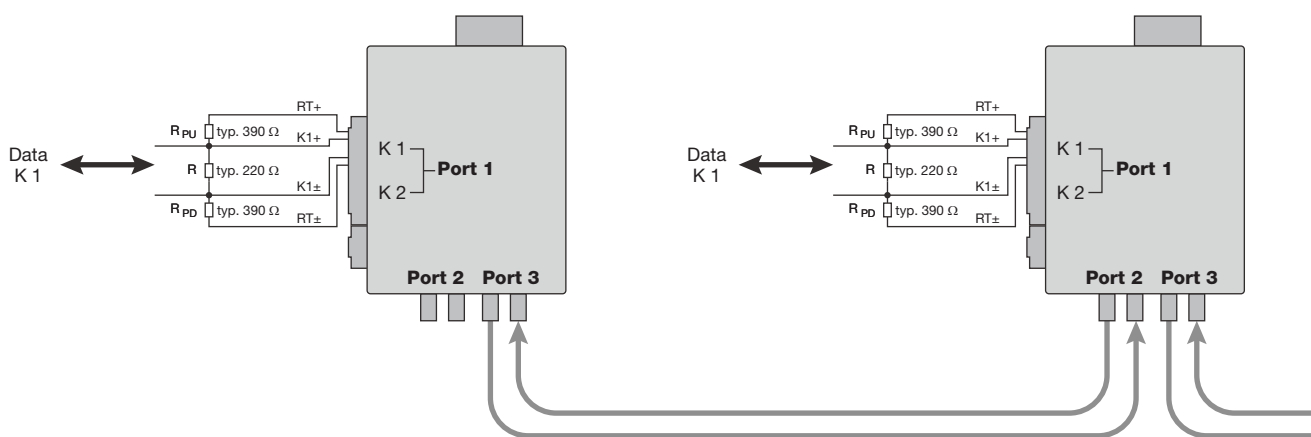 RT+
R PU typ. 390 Ω
K1+
Data
K 1
R typ. 220 Ω
K1±
R PD typ. 390 Ω
RT±
K 1
Port 1
K 2
Port 2 Port 3
RT+
R PU typ. 390 Ω
K1+
Data
K 1
R typ. 220 Ω
K1±
R PD typ. 390 Ω
RT±
K 1
Port 1
K 2
Port 2 Port 3